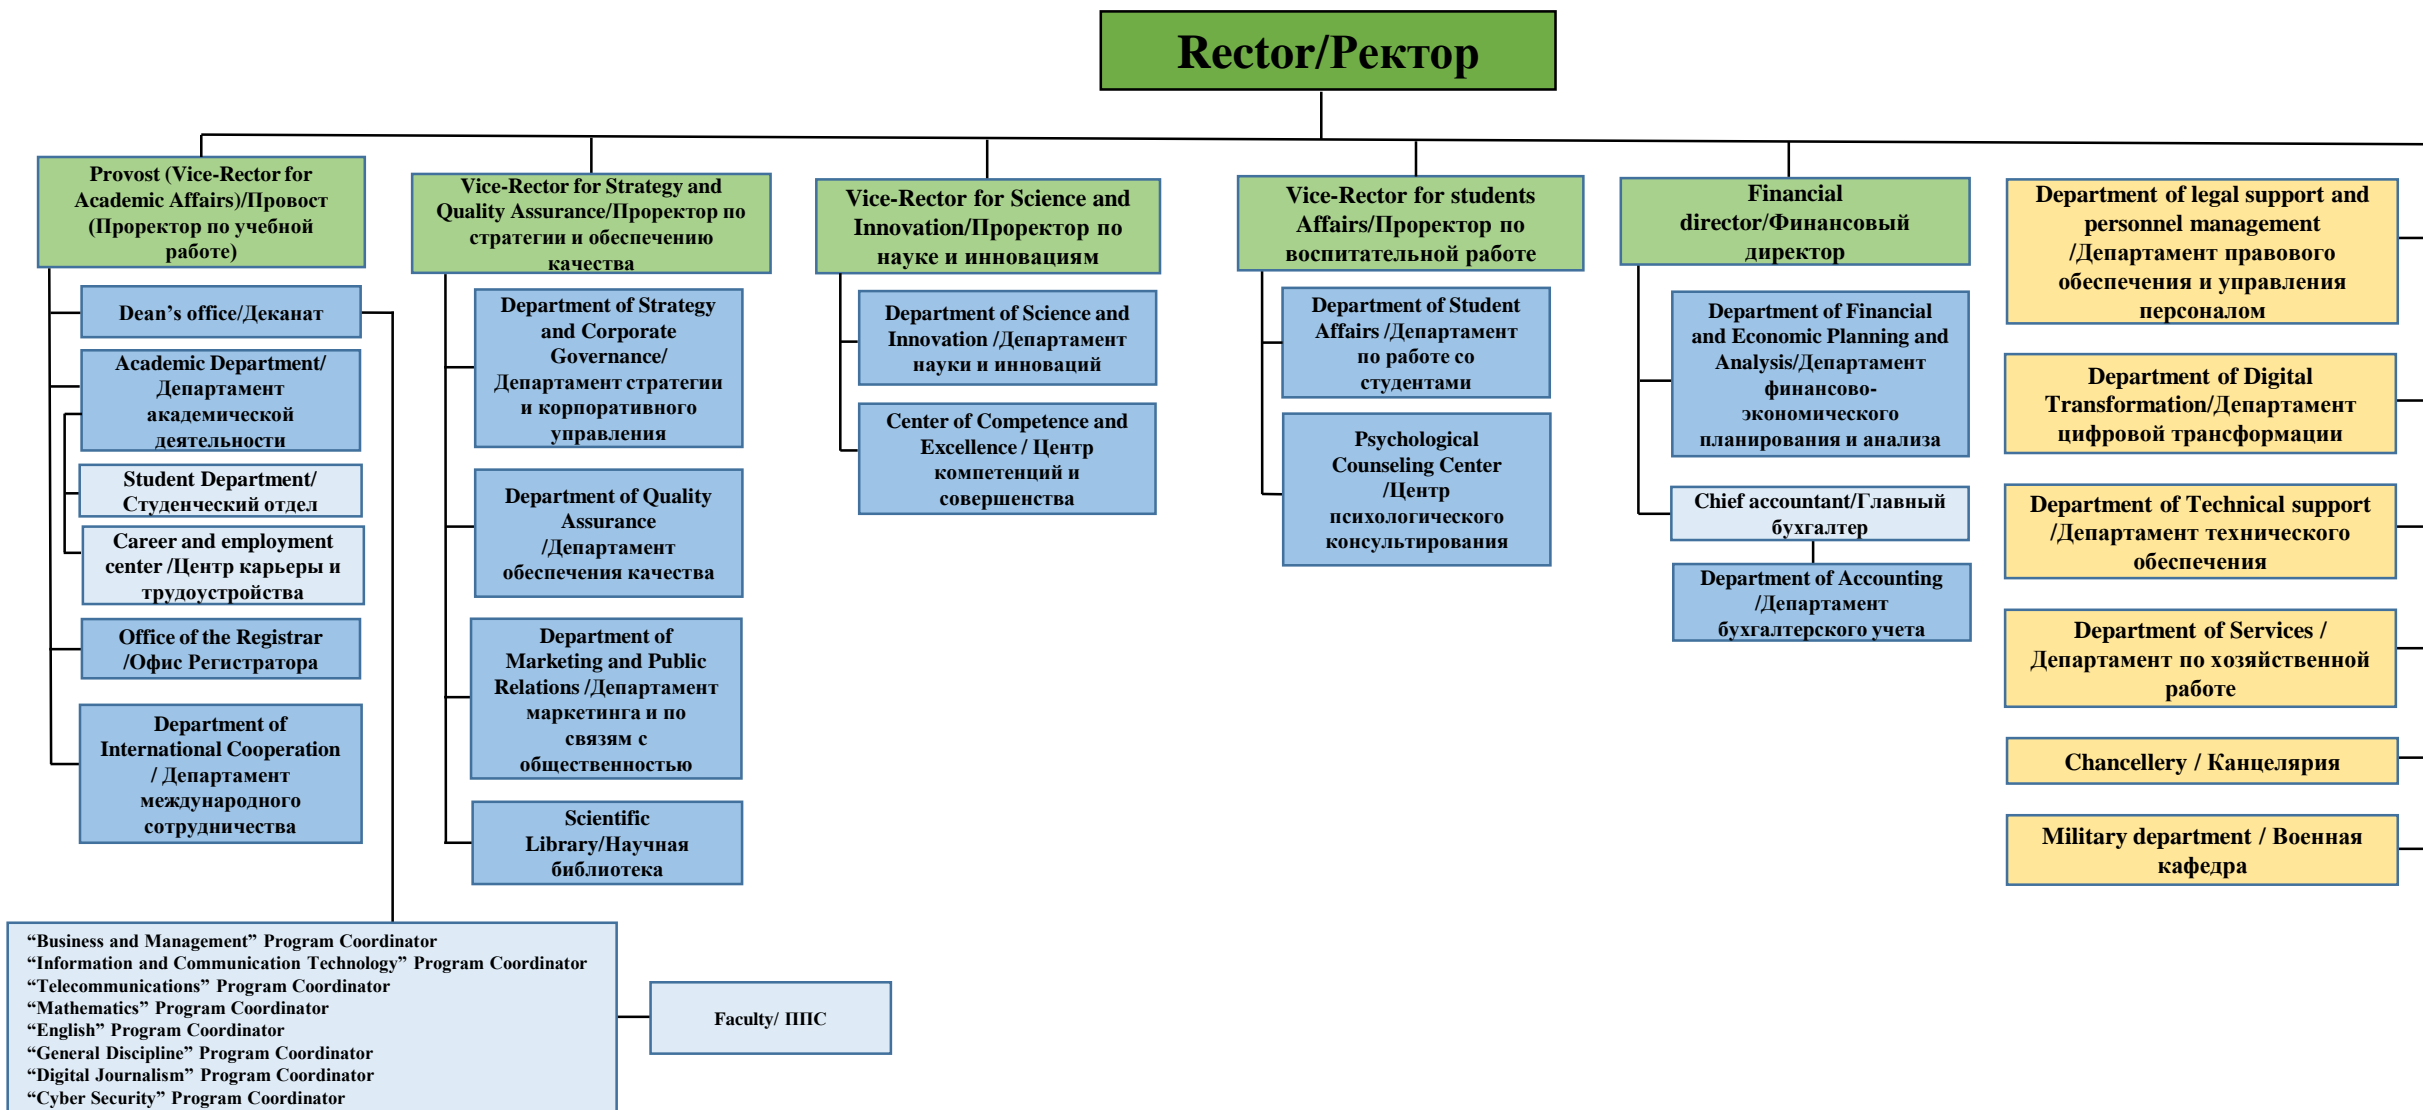 Rector/Ректор
Provost (Vice-Rector for
Academic Affairs)/Провост
(Проректор по учебной
работе)
Dean’s office/Деканат
Academic Department/
Департамент
академической
деятельности
Student Department/
Студенческий отдел
Career and employment
center /Центр карьеры и
трудоустройства
Office of the Registrar
/Офис Регистратора
Department of
International Cooperation
/ Департамент
международного
сотрудничества
“Business and Management” Program Coordinator
“Information and Communication Technology” Program Coordinator
“Telecommunications” Program Coordinator
“Mathematics” Program Coordinator
“English” Program Coordinator
“General Discipline” Program Coordinator
“Digital Journalism” Program Coordinator
“Cyber Security” Program Coordinator
Faculty/ ППС
Vice-Rector for Strategy and
Quality Assurance/Проректор по
стратегии и обеспечению
качества
Department of Strategy
and Corporate
Governance/
Департамент стратегии
и корпоративного
управления
Department of Quality
Assurance
/Департамент
обеспечения качества
Department of
Marketing and Public
Relations /Департамент
маркетинга и по
связям с
общественностью
Scientific
Library/Научная
библиотека
Vice-Rector for Science and
Innovation/Проректор по
науке и инновациям
Department of Science and
Innovation /Департамент
науки и инноваций
Center of Competence and
Excellence / Центр
компетенций и
совершенства
Vice-Rector for students
Affairs/Проректор по
воспитательной работе
Department of Student
Affairs /Департамент
по работе со
студентами
Psychological
Counseling Center
/Центр
психологического
консультирования
Financial
director/Финансовый
директор
Department of Financial
and Economic Planning and
Analysis/Департамент
финансово-
экономического
планирования и анализа
Chief accountant/Главный
бухгалтер
Department of Accounting
/Департамент
бухгалтерского учета
Department of legal support and
personnel management
/Департамент правового
обеспечения и управления
персоналом
Department of Digital
Transformation/Департамент
цифровой трансформации
Department of Technical support
/Департамент технического
обеспечения
Department of Services /
Департамент по хозяйственной
работе
Chancellery / Канцелярия
Military department / Военная
кафедра